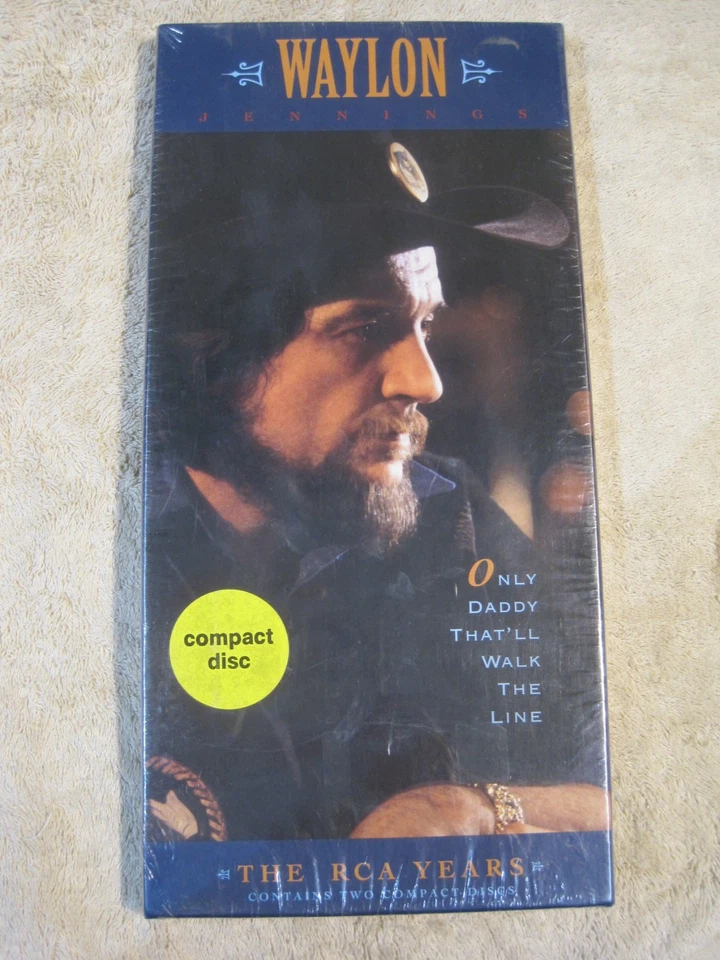 WAYLON
JENNINGS
compact
disc
ONLY
DADDY
THAT'LL
WALK
THE
LINE
THE RCA YEARS
CONTAINS TWO COMPACT DISCS